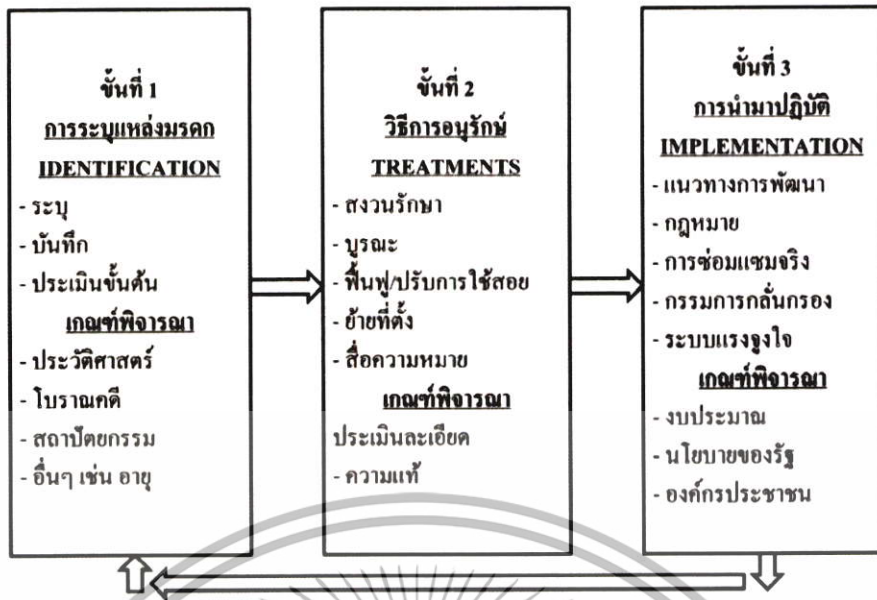 ขั้นที่ 1
การระบุแหล่งมรดก
IDENTIFICATION
- ระบุ
- บันทึก
- ประเมินขั้นต้น
เกณฑ์พิจารณา
- ประวัติศาสตร์
- โบราณคดี
- สถาปัตยกรรม
- อื่นๆ เช่น อายุ
ขั้นที่ 2
วิธีการอนุรักษ์
TREATMENTS
- สงวนรักษา
- บูรณะ
- ฟื้นฟู/ปรับการใช้สอย
- ย้ายที่ตั้ง
- สื่อความหมาย
เกณฑ์พิจารณา
ประเมินละเอียด
- ความแท้
ขั้นที่ 3
การนำมาปฏิบัติ
IMPLEMENTATION
- แนวทางการพัฒนา
- กฎหมาย
- การซ่อมแซมจริง
- กรรมการกลั่นกรอง
- ระบบแรงจูงใจ
เกณฑ์พิจารณา
- งบประมาณ
- นโยบายของรัฐ
- องค์กรประชาชน